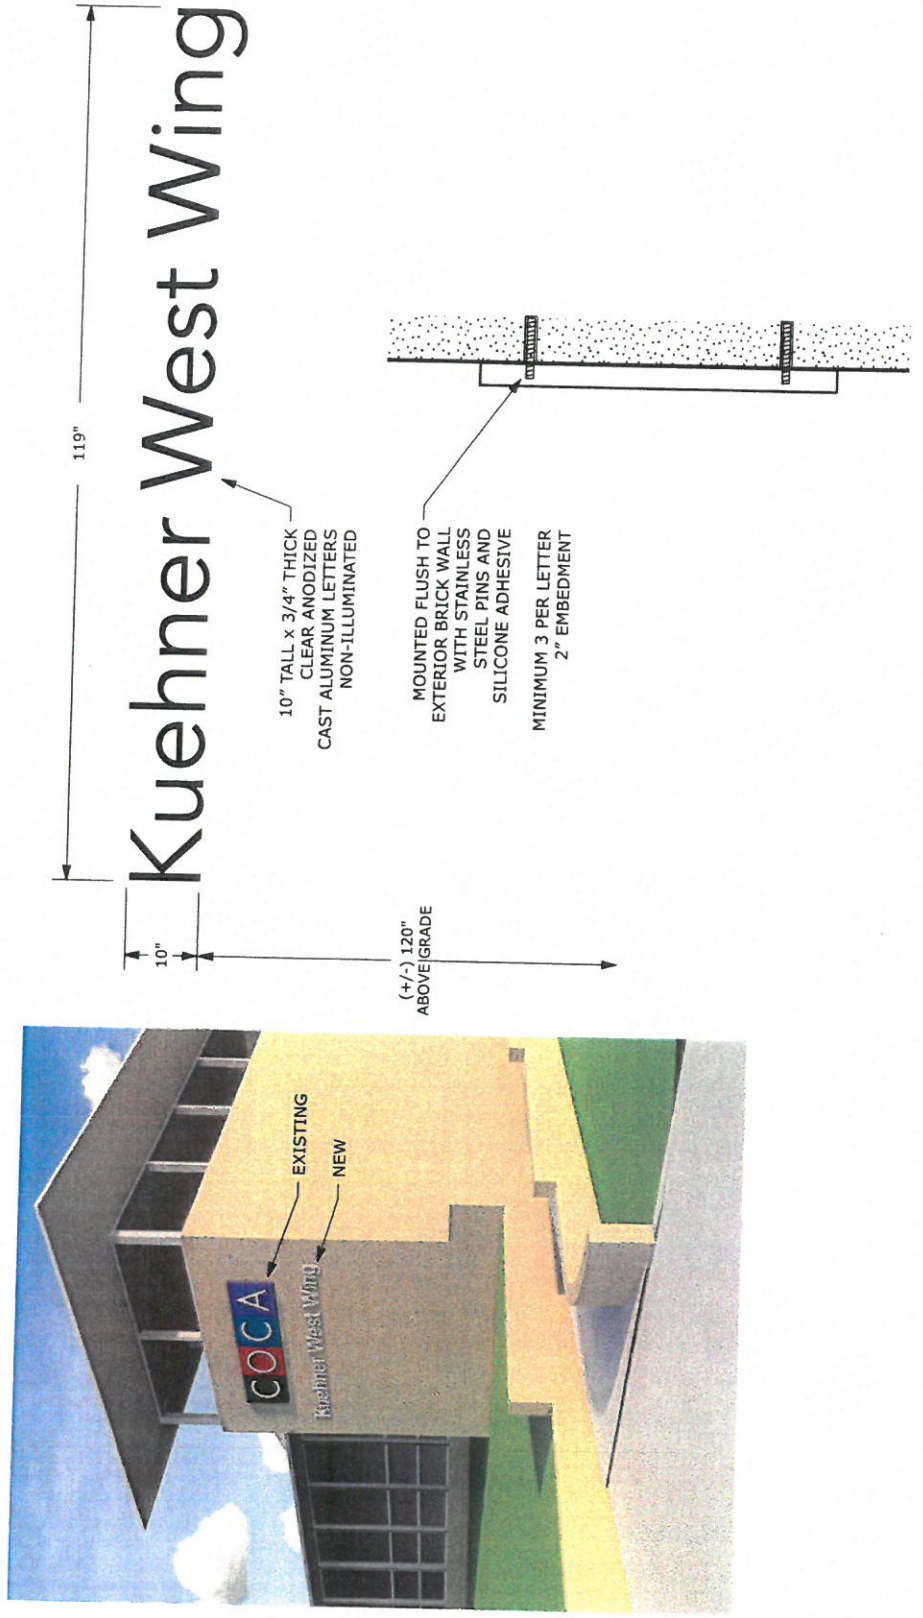 119"
Kuehner West Wing
10"
10" TALL x 3/4" THICK
CLEAR ANODIZED
CAST ALUMINUM LETTERS
NON-ILLUMINATED
(+/-) 120"
ABOVE GRADE
MOUNTED FLUSH TO
EXTERIOR BRICK WALL
WITH STAINLESS
STEEL PINS AND
SILICONE ADHESIVE
MINIMUM 3 PER LETTER
2" EMBEDMENT
COCA
Kuehner West Wing
EXISTING
NEW